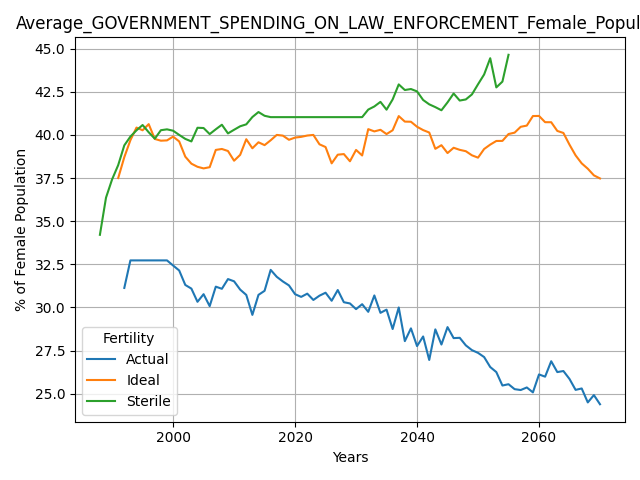 Average_GOVERNMENT_SPENDING_ON_LAW_ENFORCEMENT_Female_Popul
45.0
42.5
40.0
37.5
35.0
32.5
30.0
27.5
25.0
% of Female Population
Fertility
Actual
Ideal
Sterile
2000
2020
2040
2060
Years